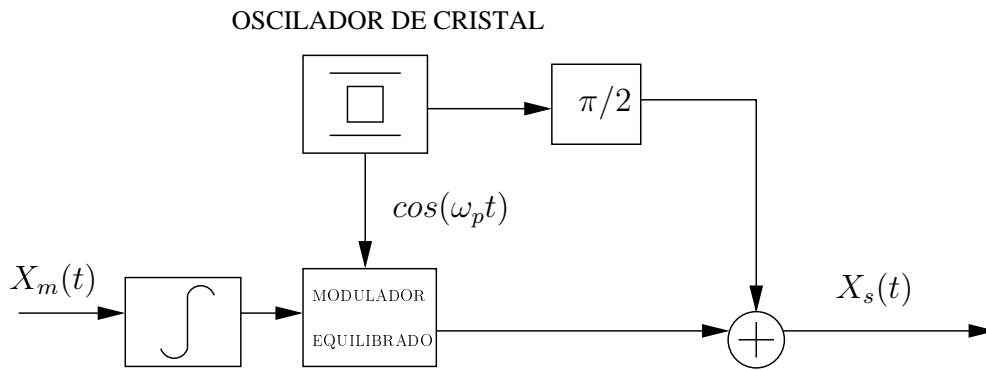 OSCILADOR DE CRISTAL
π/2
cos(ω_p t)
X_m(t)
∫
MODULADOR
EQUILIBRADO
+
X_s(t)